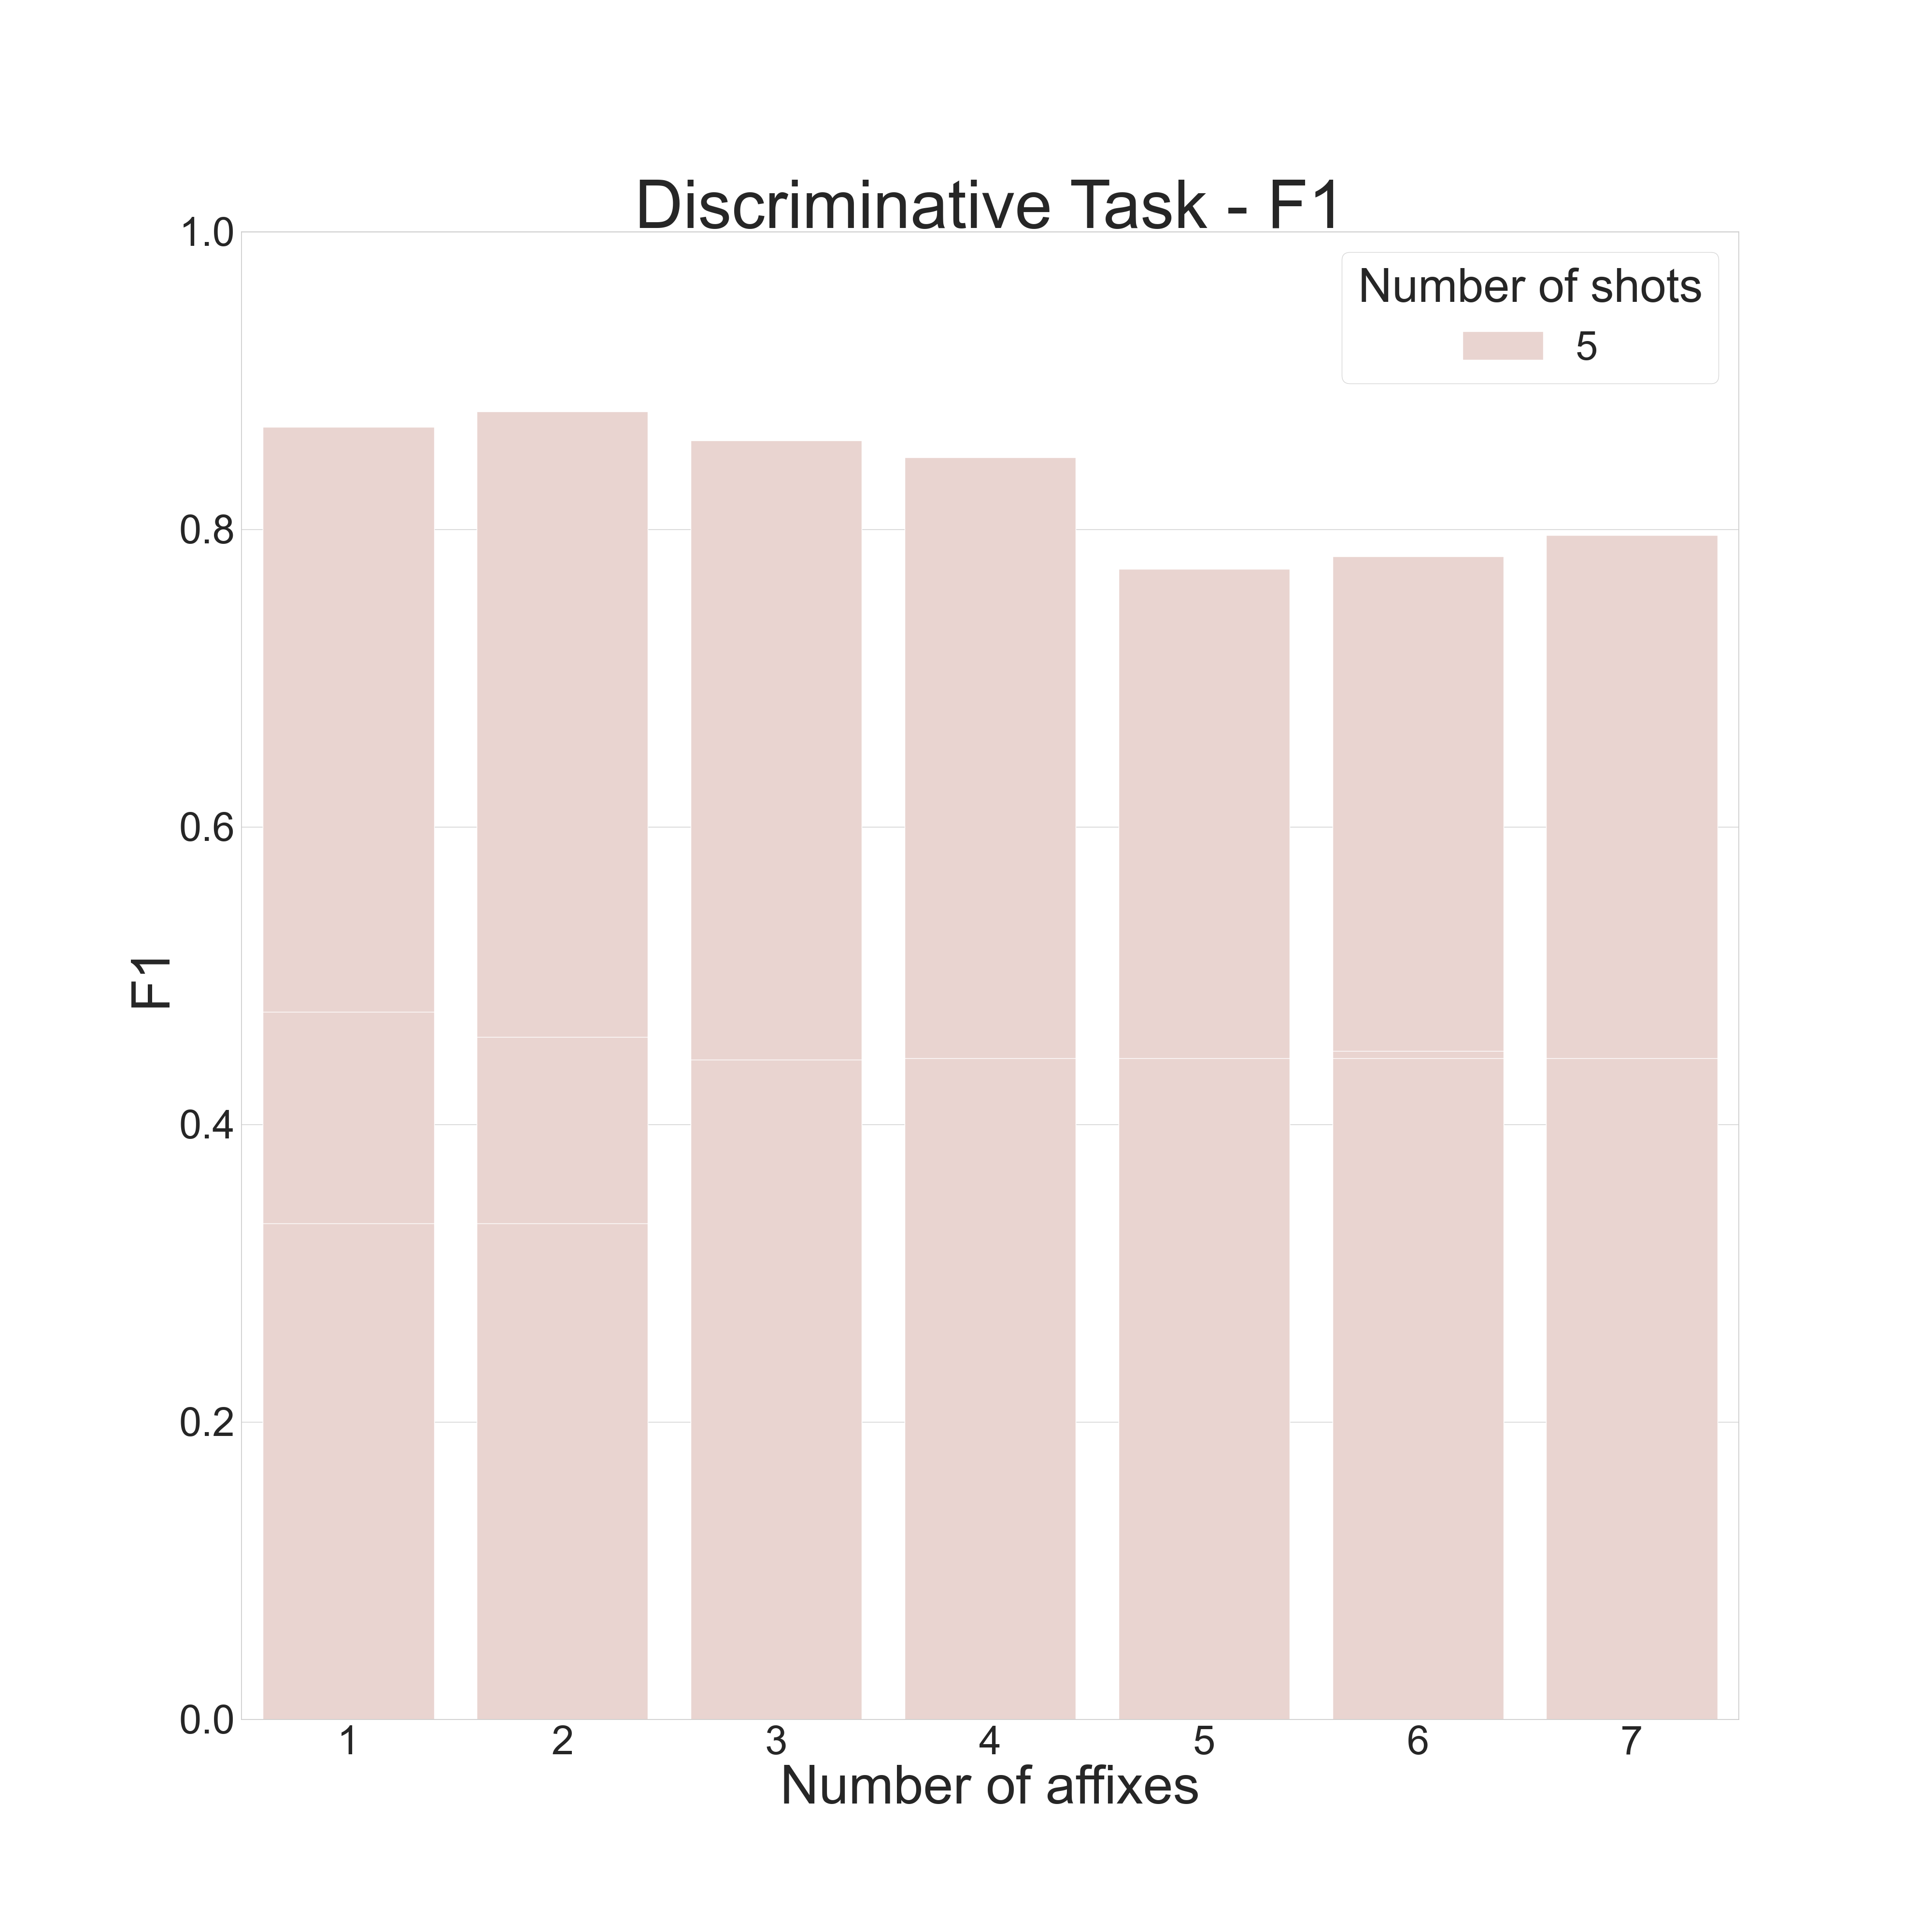 Discriminative Task - F1
Number of shots
5
1.0
0.8
0.6
0.4
0.2
0.0
F1
1 2 3 4 5 6 7
Number of affixes